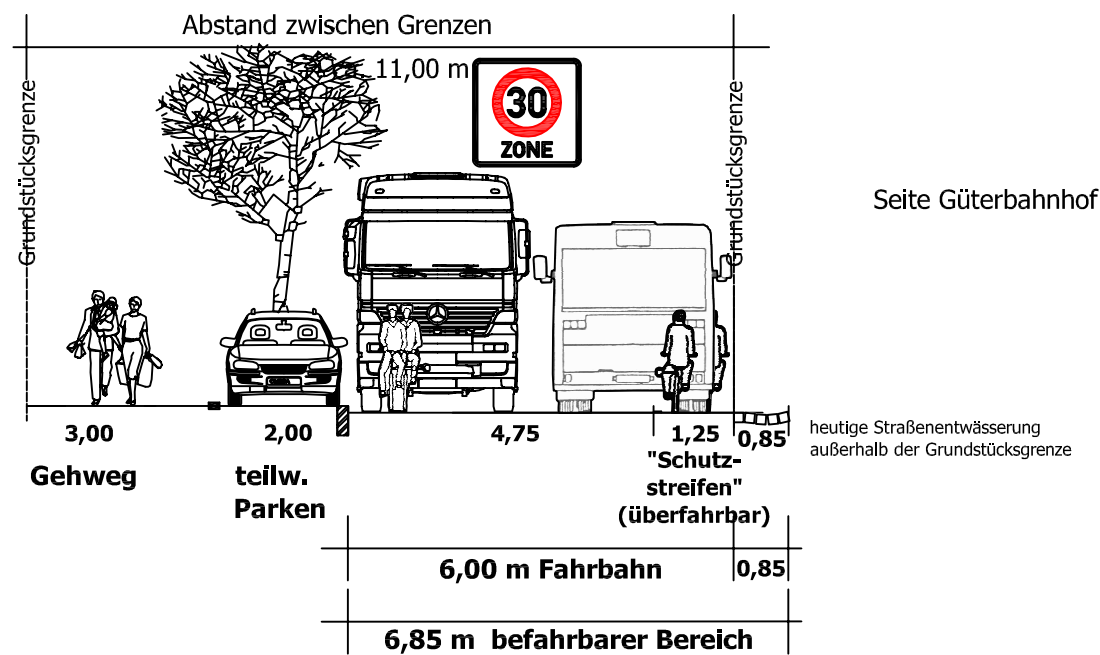 Abstand zwischen Grenzen
11,00 m
Grundstücksgrenze
30
ZONE
Grundstücksgrenze
Seite Güterbahnhof
3,00
2,00
4,75
1,25
0,85
heutige Straßenentwässerung
außerhalb der Grundstücksgrenze
Gehweg
teilw.
Parken
"Schutz-
streifen"
(überfahrbar)
6,00 m Fahrbahn
0,85
6,85 m befahrbarer Bereich